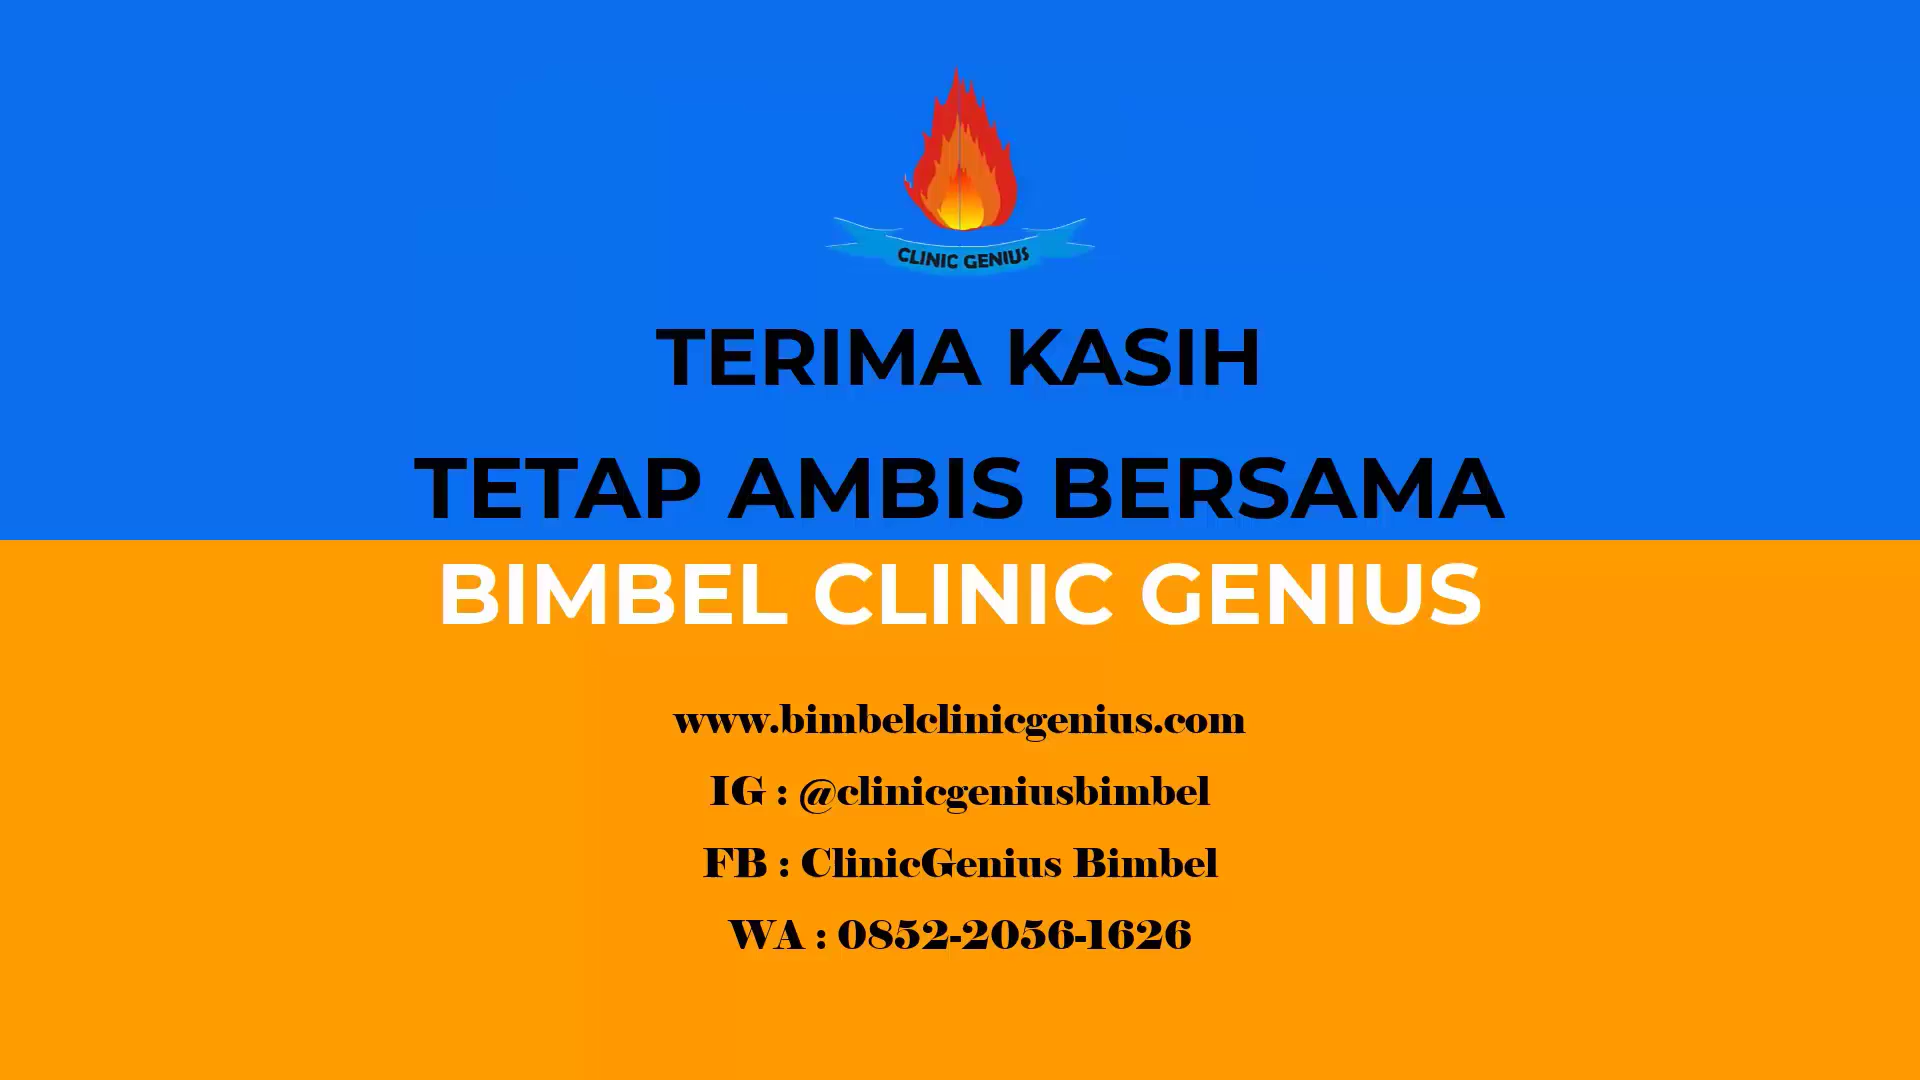 CLINIC GENIUS
TERIMA KASIH
TETAP AMBIS BERSAMA
BIMBEL CLINIC GENIUS
www.bimbelclinicgenius.com
IG : @clinicgeniusbimbel
FB : ClinicGenius Bimbel
WA : 0852-2056-1626